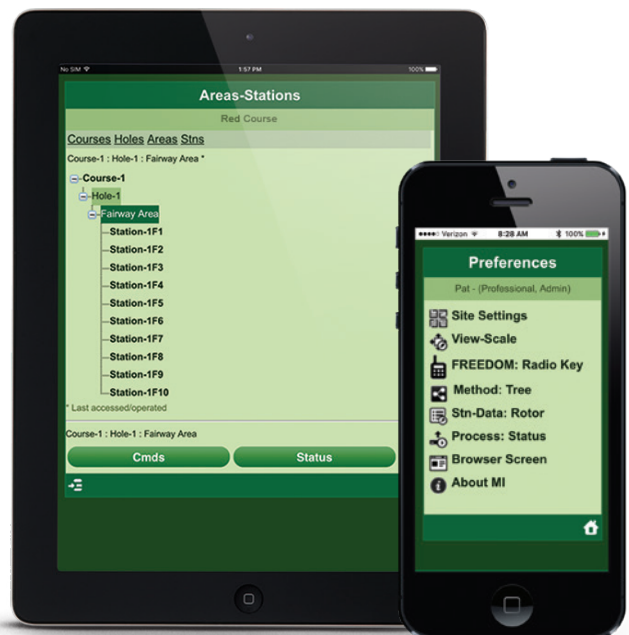 No SIM 1:57 PM 100%
Areas-Stations
Red Course
Courses Holes Areas Stns
Course-1 : Hole-1 : Fairway Area *
Course-1
Hole-1
Fairway Area
Station-1F1
Station-1F2
Station-1F3
Station-1F4
Station-1F5
Station-1F6
Station-1F7
Station-1F8
Station-1F9
Station-1F10
* Last accessed/operated
Course-1 : Hole-1 : Fairway Area
Cmds Status
Verizon 8:28 AM 100%
Preferences
Pat - (Professional, Admin)
Site Settings
View-Scale
FREEDOM: Radio Key
Method: Tree
Stn-Data: Rotor
Process: Status
Browser Screen
About MI